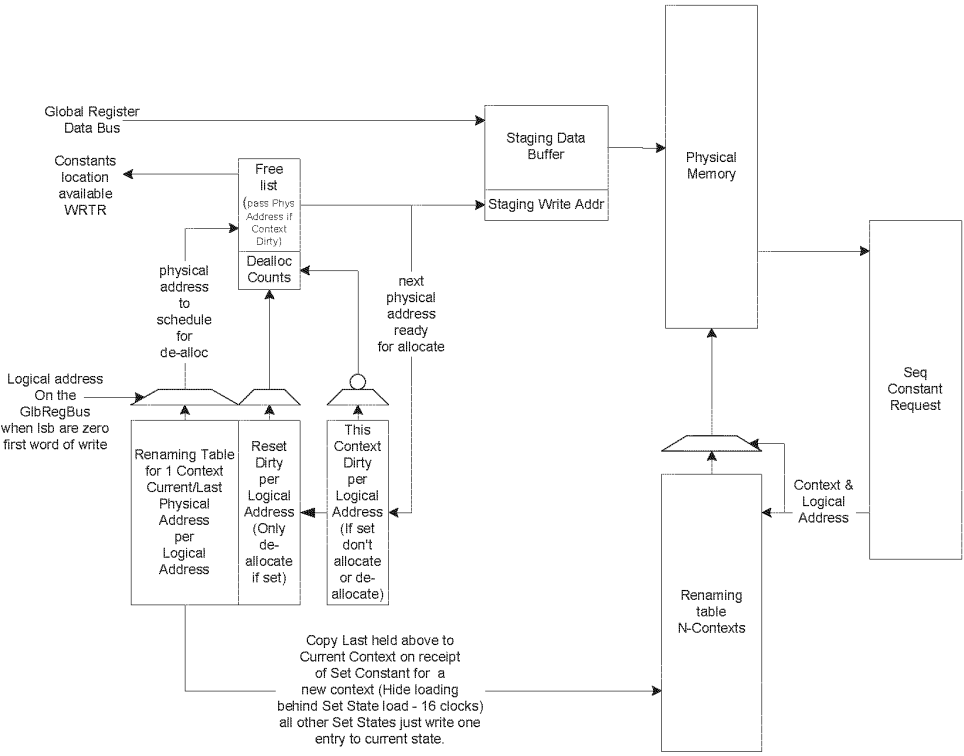 Global Register
Data Bus
Constants
location
available
WRTR
Free
list
(pass Phys
Address if
Context
Dirty)
Dealloc
Counts
Staging Data
Buffer
Staging Write Addr
Physical
Memory
physical
address
to
schedule
for
de-alloc
next
physical
address
ready
for allocate
Logical address
On the
GlbRegBus
when lsb are zero
first word of write
Seq
Constant
Request
Renaming Table
for 1 Context
Current/Last
Physical
Address
per
Logical
Address
Reset
Dirty
per
Logical
Address
(Only
de-
allocate
if set)
This
Context
Dirty
per
Logical
Address
(If set
don't
allocate
or de-
allocate)
Context &
Logical
Address
Renaming
table
N-Contexts
Copy Last held above to
Current Context on receipt
of Set Constant for a
new context (Hide loading
behind Set State load - 16 clocks)
all other Set States just write one
entry to current state.